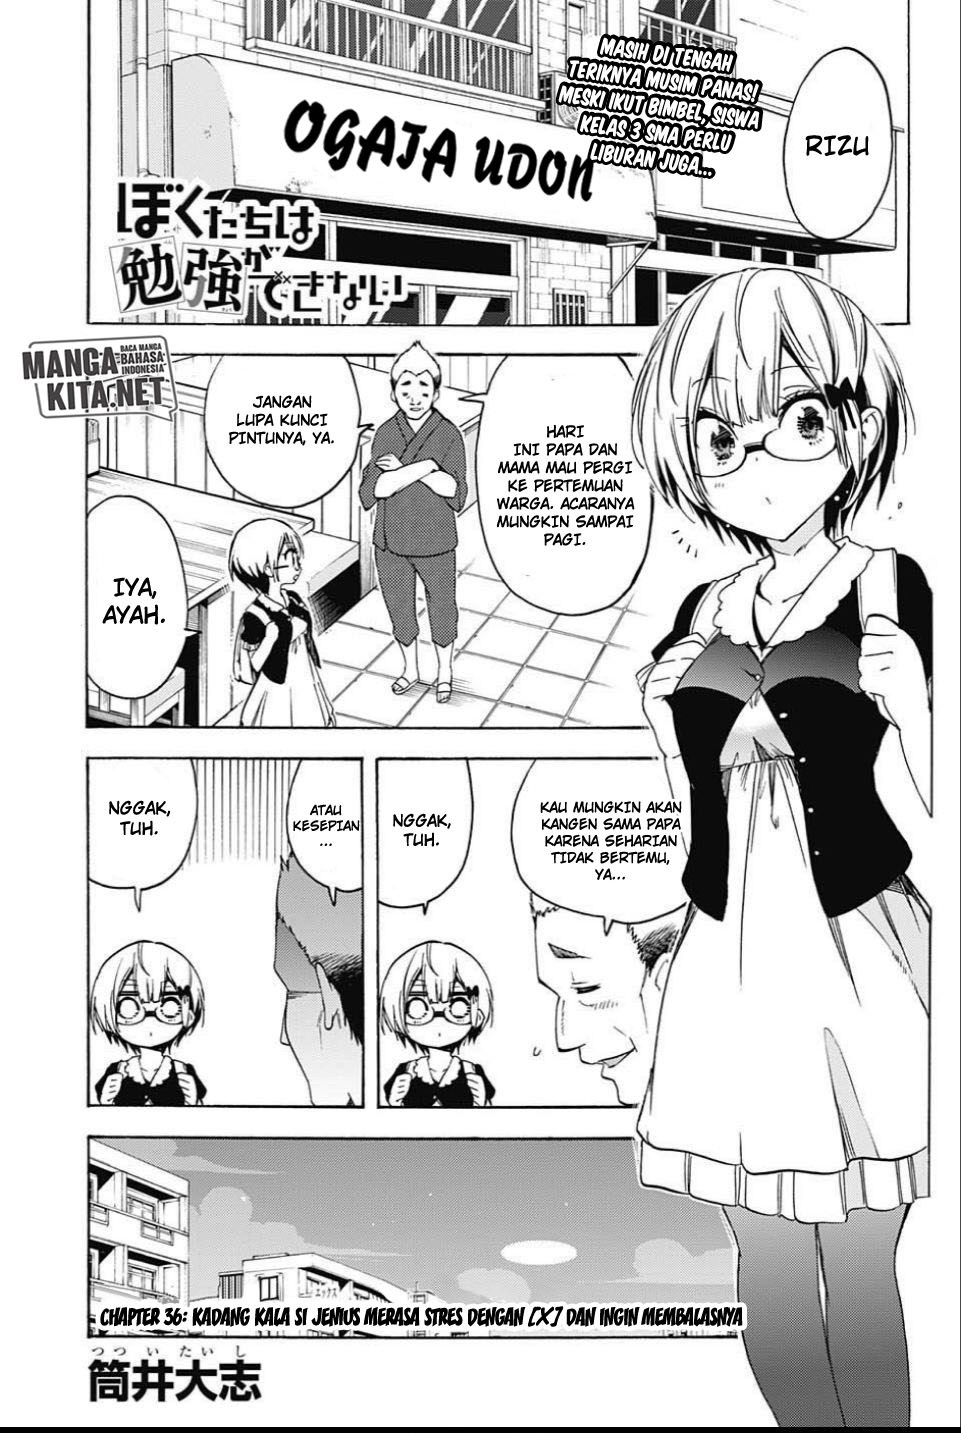 MASIH DI TENGAH
TERIKNYA MUSIM PANAS!
MESKI IKUT BIMBEL, SISWA
KELAS 3 SMA PERLU
LIBURAN JUGA...
RIZU
OGATA UDON
ぼくたちは
勉強ができない
MANGA
KITA.NET
BACA MANGA
BAHASA
INDONESIA
HARI
INI PAPA DAN
MAMA MAU PERGI
KE PERTEMUAN
WARGA. ACARANYA
MUNGKIN SAMPAI
PAGI.
JANGAN
LUPA KUNCI
PINTUNYA, YA.
IYA,
AYAH.
KAU MUNGKIN AKAN
KANGEN SAMA PAPA
KARENA SEHARIAN
TIDAK BERTEMU,
YA...
NGGAK,
TUH.
ATAU
KESEPIAN
...
NGGAK,
TUH.
CHAPTER 36: KADANG KALA SI JENIUS MERASA STRES DENGAN [X] DAN INGIN MEMBALASNYA
つつ い たい し
筒井大志